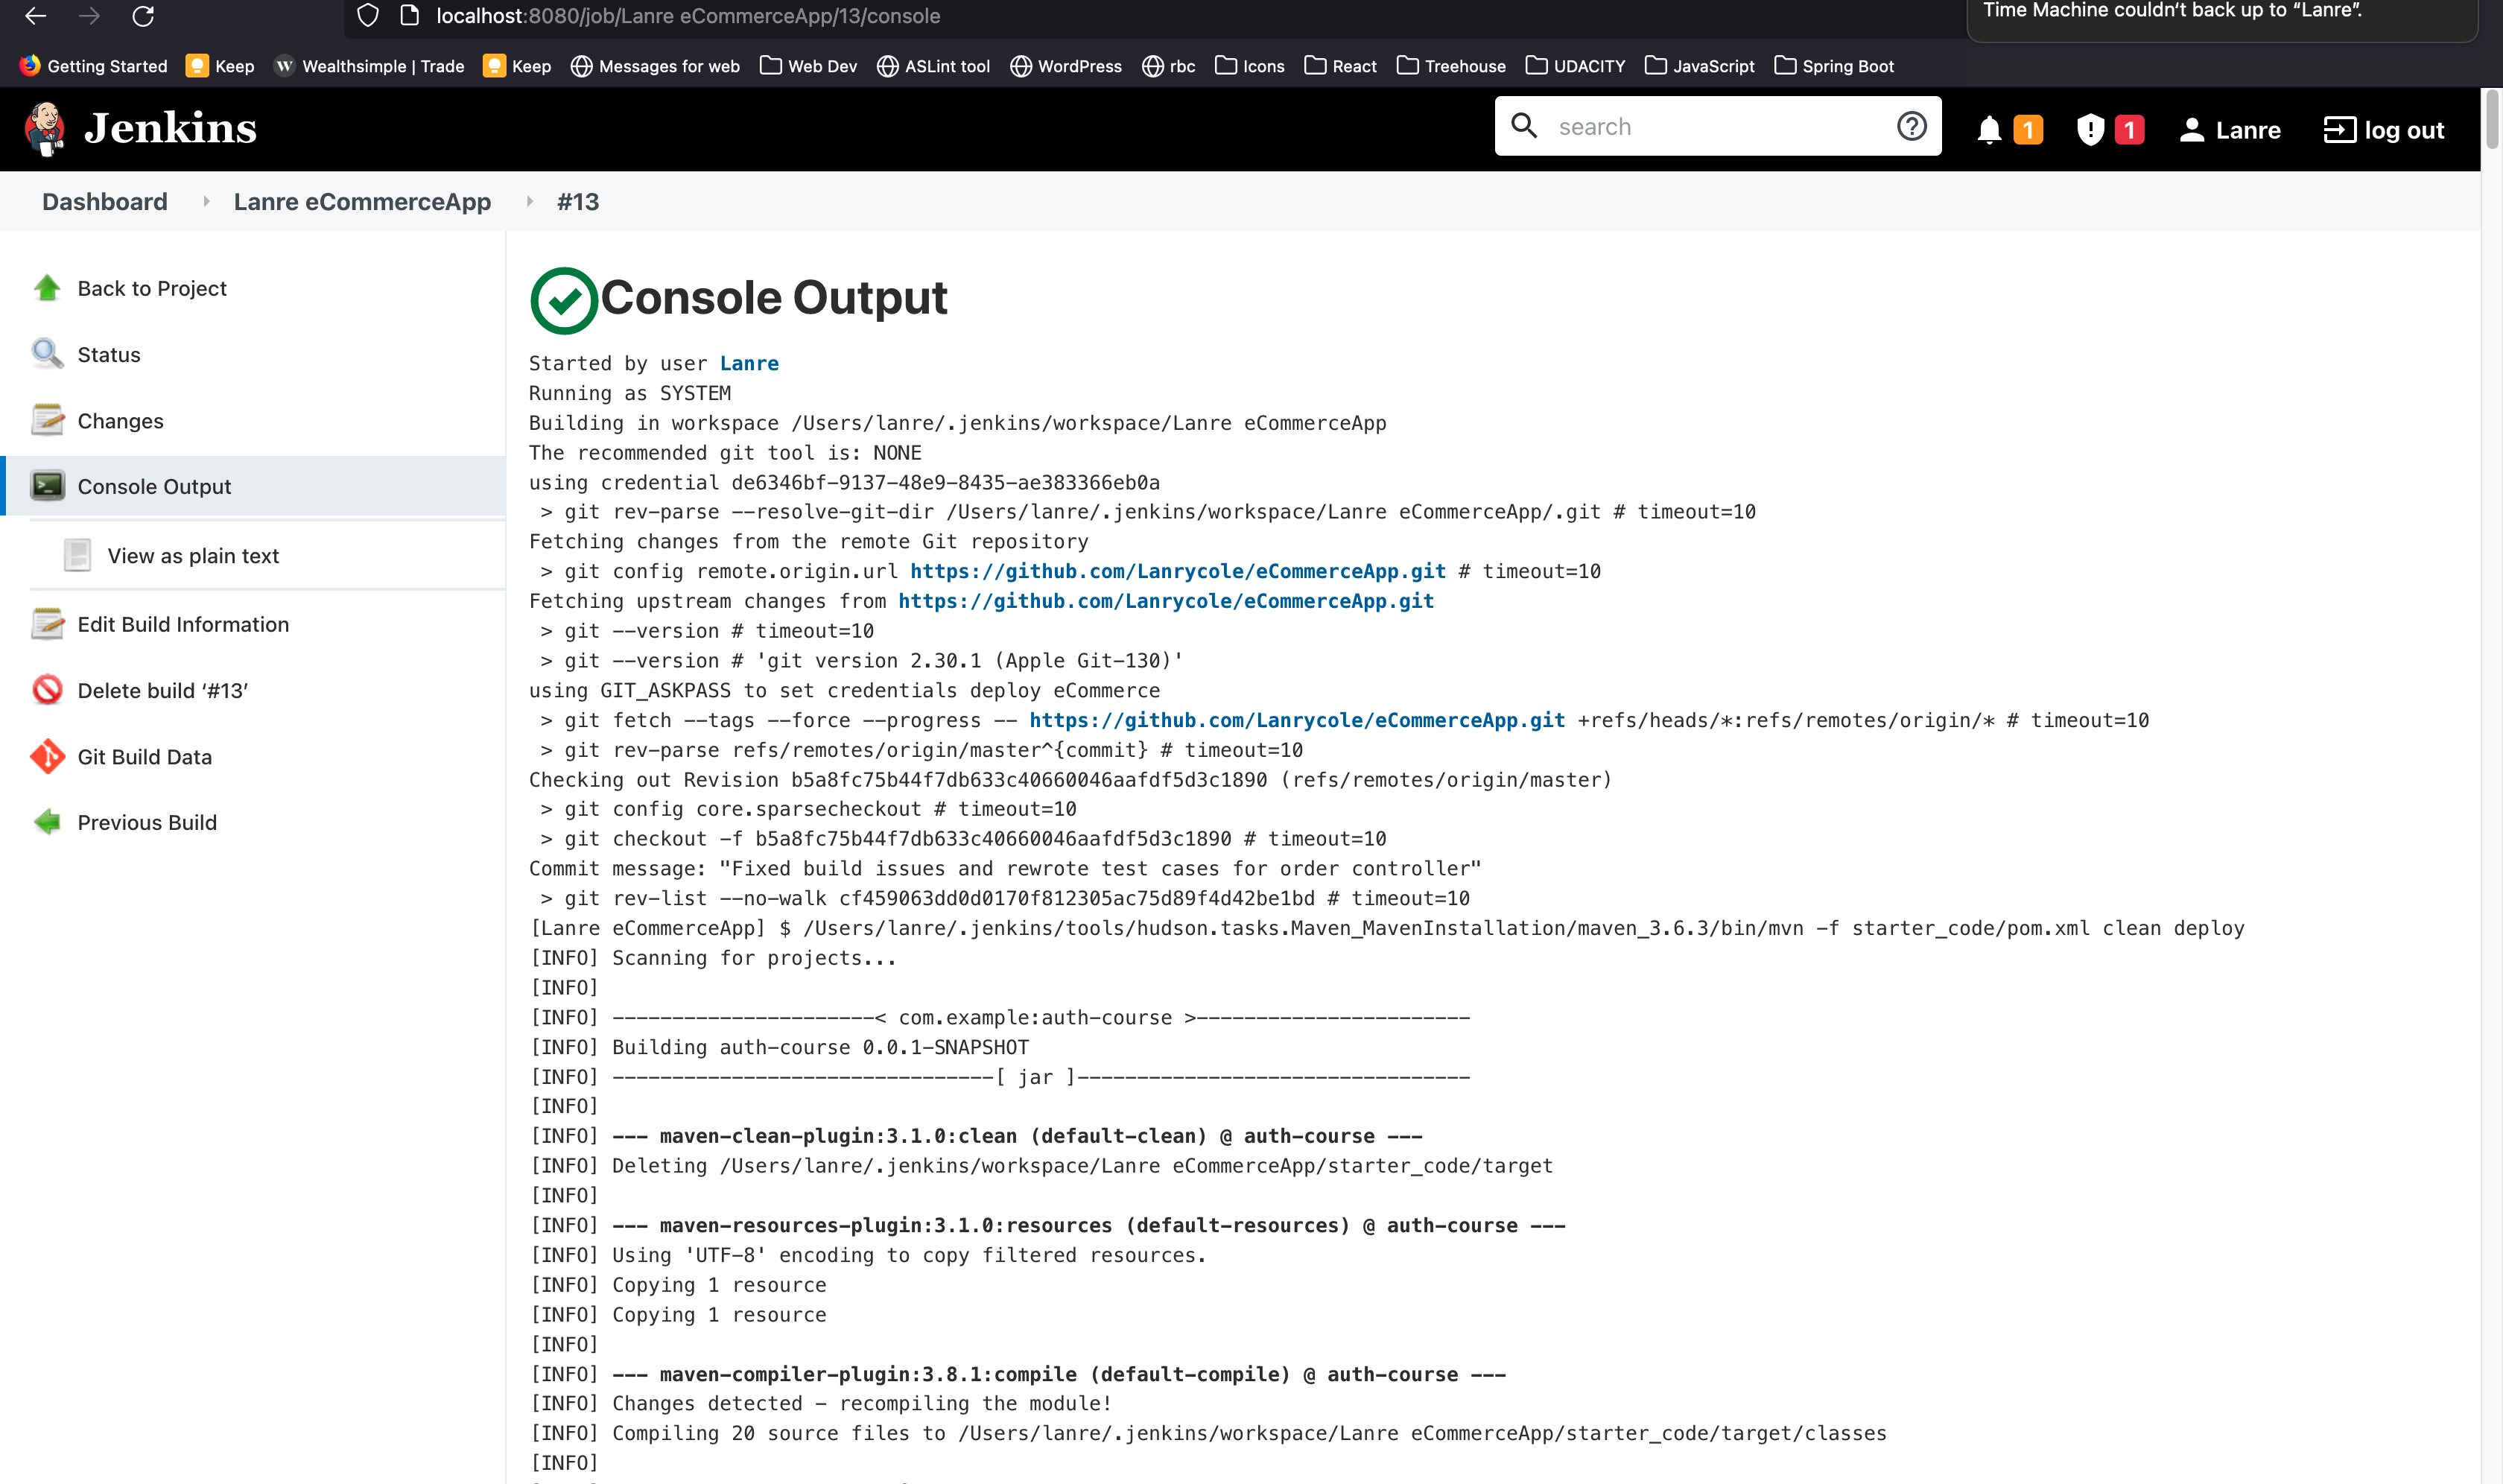 localhost:8080/job/Lanre eCommerceApp/13/console
Time Machine couldn't back up to “Lanre”.
Getting Started Keep Wealthsimple | Trade Keep Messages for web Web Dev ASLint tool WordPress rbc Icons React Treehouse UDACITY JavaScript Spring Boot
Jenkins search 1 1 Lanre log out
Dashboard Lanre eCommerceApp #13
Back to Project
Status
Changes
Console Output
View as plain text
Edit Build Information
Delete build ‘#13’
Git Build Data
Previous Build
Console Output
Started by user Lanre
Running as SYSTEM
Building in workspace /Users/lanre/.jenkins/workspace/Lanre eCommerceApp
The recommended git tool is: NONE
using credential de6346bf-9137-48e9-8435-ae383366eb0a
> git rev-parse --resolve-git-dir /Users/lanre/.jenkins/workspace/Lanre eCommerceApp/.git # timeout=10
Fetching changes from the remote Git repository
> git config remote.origin.url https://github.com/Lanrycole/eCommerceApp.git # timeout=10
Fetching upstream changes from https://github.com/Lanrycole/eCommerceApp.git
> git --version # timeout=10
> git --version # 'git version 2.30.1 (Apple Git-130)'
using GIT_ASKPASS to set credentials deploy eCommerce
> git fetch --tags --force --progress -- https://github.com/Lanrycole/eCommerceApp.git +refs/heads/*:refs/remotes/origin/* # timeout=10
> git rev-parse refs/remotes/origin/master^{commit} # timeout=10
Checking out Revision b5a8fc75b44f7db633c40660046aafdf5d3c1890 (refs/remotes/origin/master)
> git config core.sparsecheckout # timeout=10
> git checkout -f b5a8fc75b44f7db633c40660046aafdf5d3c1890 # timeout=10
Commit message: "Fixed build issues and rewrote test cases for order controller"
> git rev-list --no-walk cf459063dd0d0170f812305ac75d89f4d42be1bd # timeout=10
[Lanre eCommerceApp] $ /Users/lanre/.jenkins/tools/hudson.tasks.Maven_MavenInstallation/maven_3.6.3/bin/mvn -f starter_code/pom.xml clean deploy
[INFO] Scanning for projects...
[INFO]
[INFO] ----------------------< com.example:auth-course >-----------------------
[INFO] Building auth-course 0.0.1-SNAPSHOT
[INFO] --------------------------------[ jar ]---------------------------------
[INFO]
[INFO] --- maven-clean-plugin:3.1.0:clean (default-clean) @ auth-course ---
[INFO] Deleting /Users/lanre/.jenkins/workspace/Lanre eCommerceApp/starter_code/target
[INFO]
[INFO] --- maven-resources-plugin:3.1.0:resources (default-resources) @ auth-course ---
[INFO] Using 'UTF-8' encoding to copy filtered resources.
[INFO] Copying 1 resource
[INFO] Copying 1 resource
[INFO]
[INFO] --- maven-compiler-plugin:3.8.1:compile (default-compile) @ auth-course ---
[INFO] Changes detected - recompiling the module!
[INFO] Compiling 20 source files to /Users/lanre/.jenkins/workspace/Lanre eCommerceApp/starter_code/target/classes
[INFO]